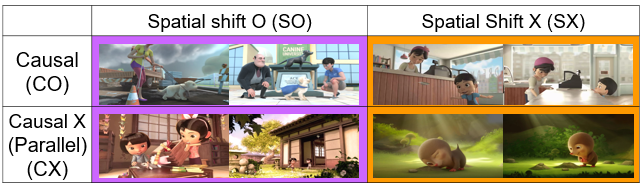 Spatial shift O (SO)
Spatial Shift X (SX)
Causal
(CO)
CANINE
Causal X
(Parallel)
(CX)